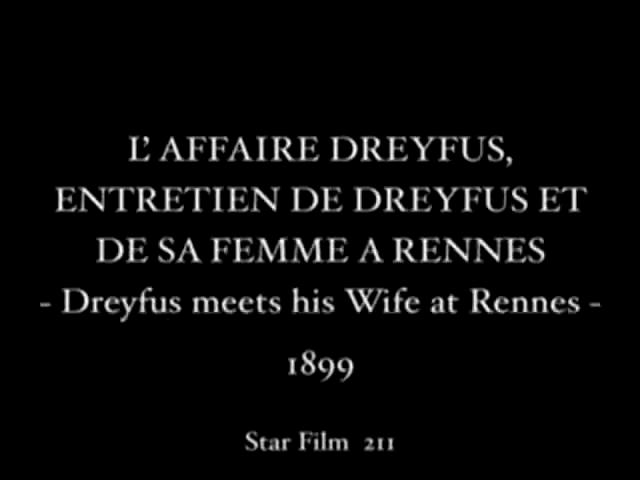 L’ AFFAIRE DREYFUS,
ENTRETIEN DE DREYFUS ET
DE SA FEMME A RENNES
- Dreyfus meets his Wife at Rennes -
1899
Star Film 211